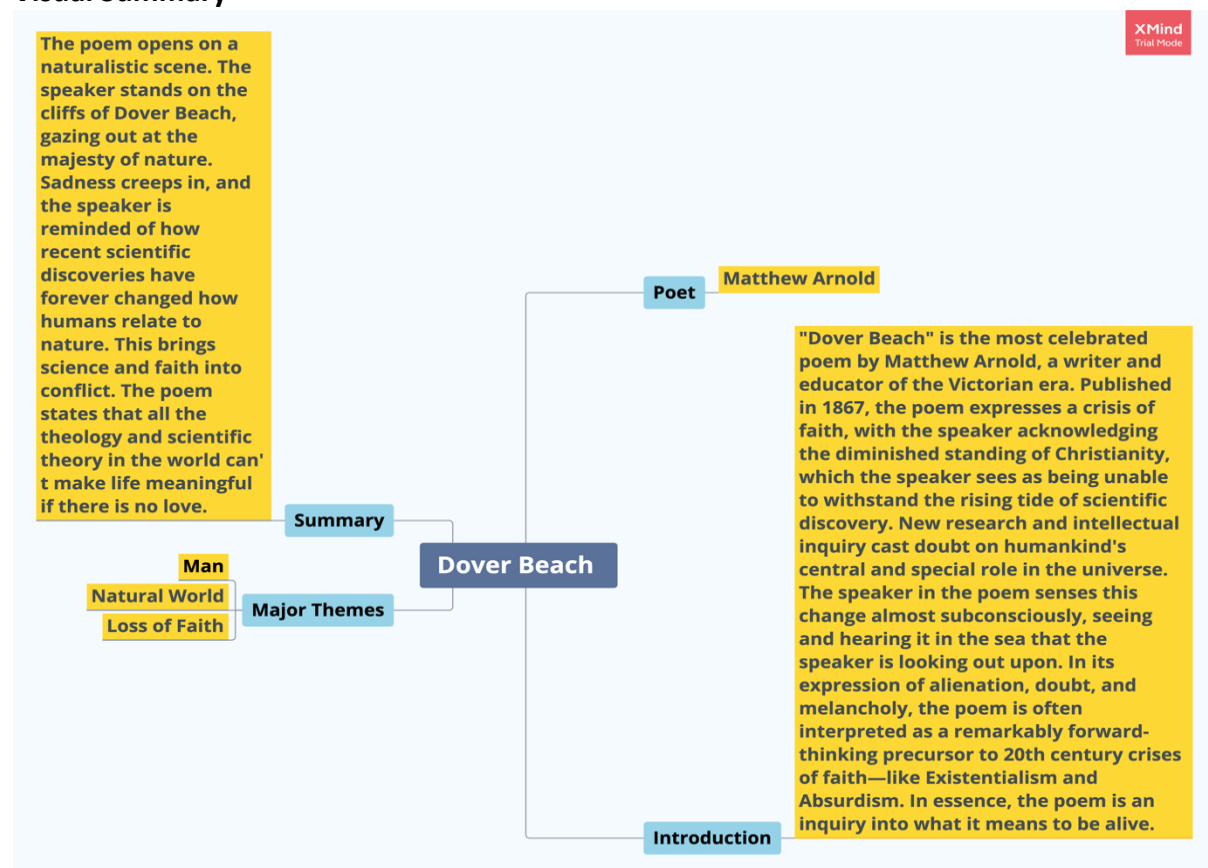 Visual Summary
XMind
Trial Mode
The poem opens on a
naturalistic scene. The
speaker stands on the
cliffs of Dover Beach,
gazing out at the
majesty of nature.
Sadness creeps in, and
the speaker is
reminded of how
recent scientific
discoveries have
forever changed how
humans relate to
nature. This brings
science and faith into
conflict. The poem
states that all the
theology and scientific
theory in the world can'
t make life meaningful
if there is no love.
Summary
Man
Natural World
Loss of Faith
Major Themes
Dover Beach
Poet
Matthew Arnold
"Dover Beach" is the most celebrated
poem by Matthew Arnold, a writer and
educator of the Victorian era. Published
in 1867, the poem expresses a crisis of
faith, with the speaker acknowledging
the diminished standing of Christianity,
which the speaker sees as being unable
to withstand the rising tide of scientific
discovery. New research and intellectual
inquiry cast doubt on humankind's
central and special role in the universe.
The speaker in the poem senses this
change almost subconsciously, seeing
and hearing it in the sea that the
speaker is looking out upon. In its
expression of alienation, doubt, and
melancholy, the poem is often
interpreted as a remarkably forward-
thinking precursor to 20th century crises
of faith—like Existentialism and
Absurdism. In essence, the poem is an
inquiry into what it means to be alive.
Introduction